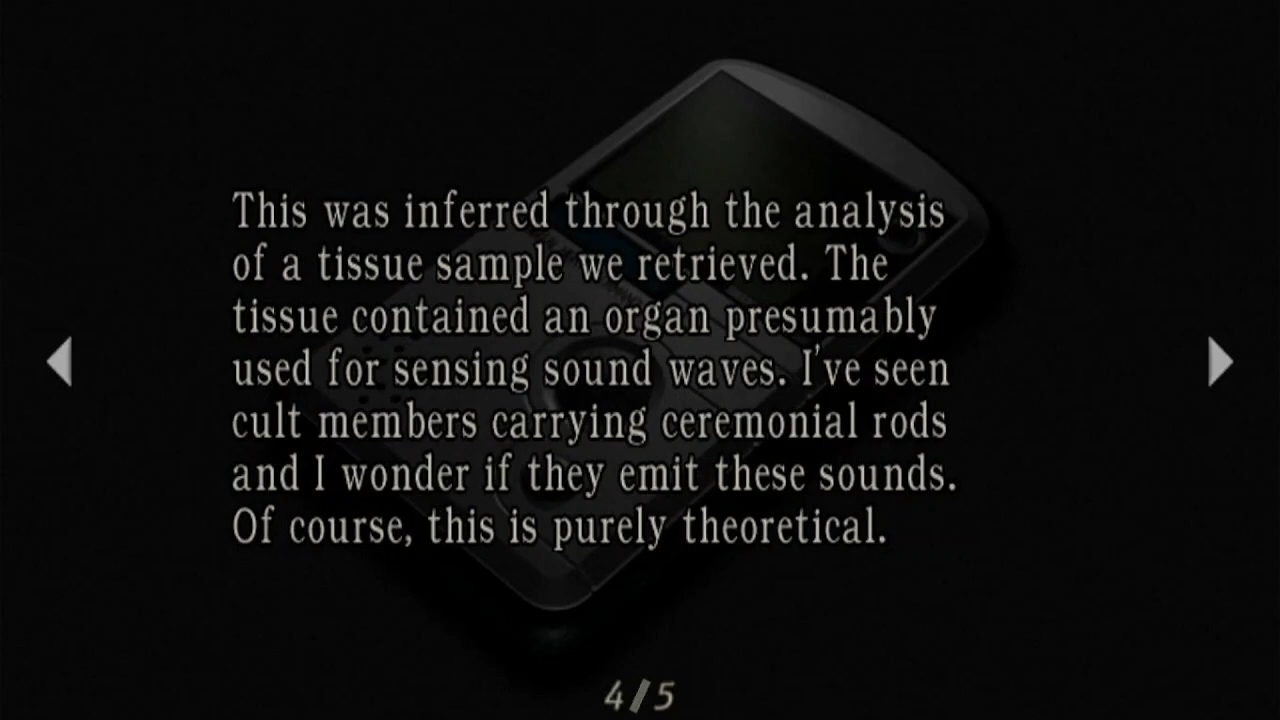 This was inferred through the analysis
of a tissue sample we retrieved. The
tissue contained an organ presumably
used for sensing sound waves. I've seen
cult members carrying ceremonial rods
and I wonder if they emit these sounds.
Of course, this is purely theoretical.
4/5